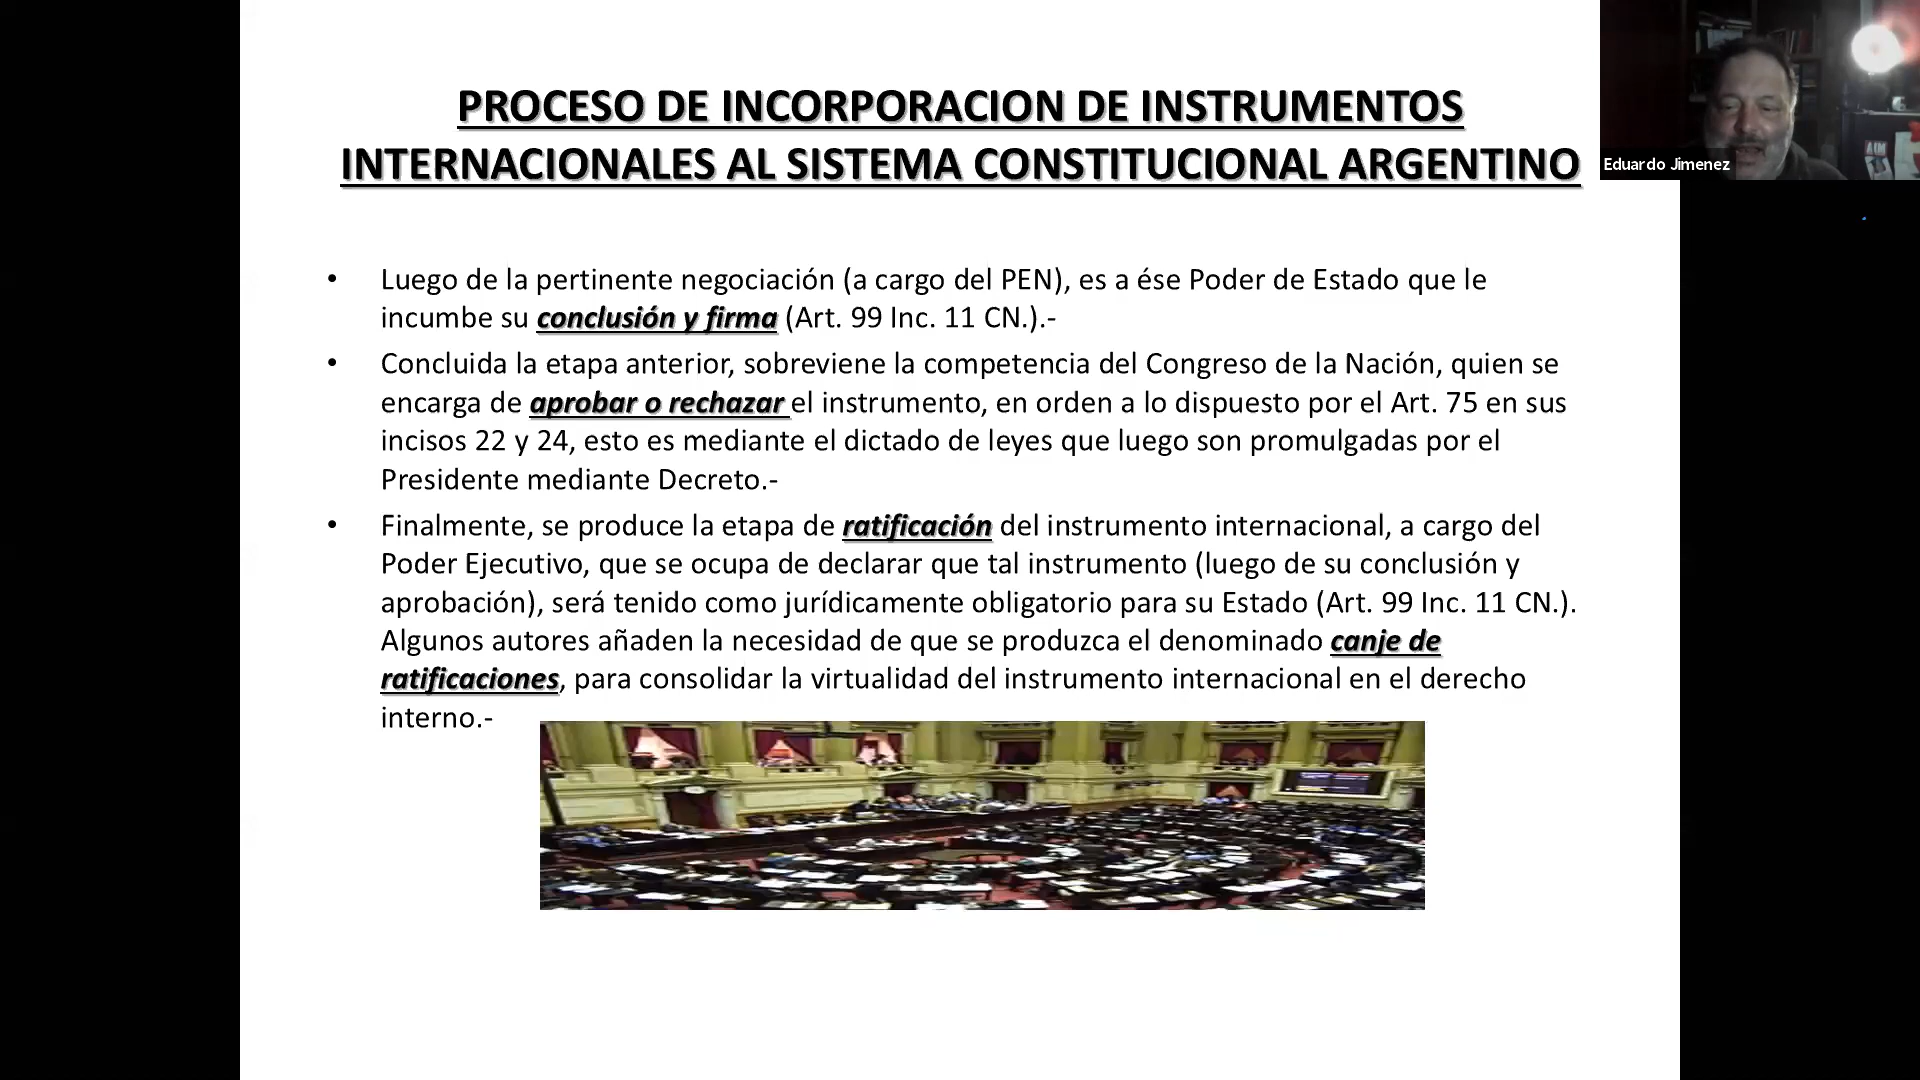 PROCESO DE INCORPORACION DE INSTRUMENTOS
INTERNACIONALES AL SISTEMA CONSTITUCIONAL ARGENTINO
Eduardo Jimenez
• Luego de la pertinente negociación (a cargo del PEN), es a ése Poder de Estado que le
incumbe su conclusión y firma (Art. 99 Inc. 11 CN.).-
• Concluida la etapa anterior, sobreviene la competencia del Congreso de la Nación, quien se
encarga de aprobar o rechazar el instrumento, en orden a lo dispuesto por el Art. 75 en sus
incisos 22 y 24, esto es mediante el dictado de leyes que luego son promulgadas por el
Presidente mediante Decreto.-
• Finalmente, se produce la etapa de ratificación del instrumento internacional, a cargo del
Poder Ejecutivo, que se ocupa de declarar que tal instrumento (luego de su conclusión y
aprobación), será tenido como jurídicamente obligatorio para su Estado (Art. 99 Inc. 11 CN.).
Algunos autores añaden la necesidad de que se produzca el denominado canje de
ratificaciones, para consolidar la virtualidad del instrumento internacional en el derecho
interno.-